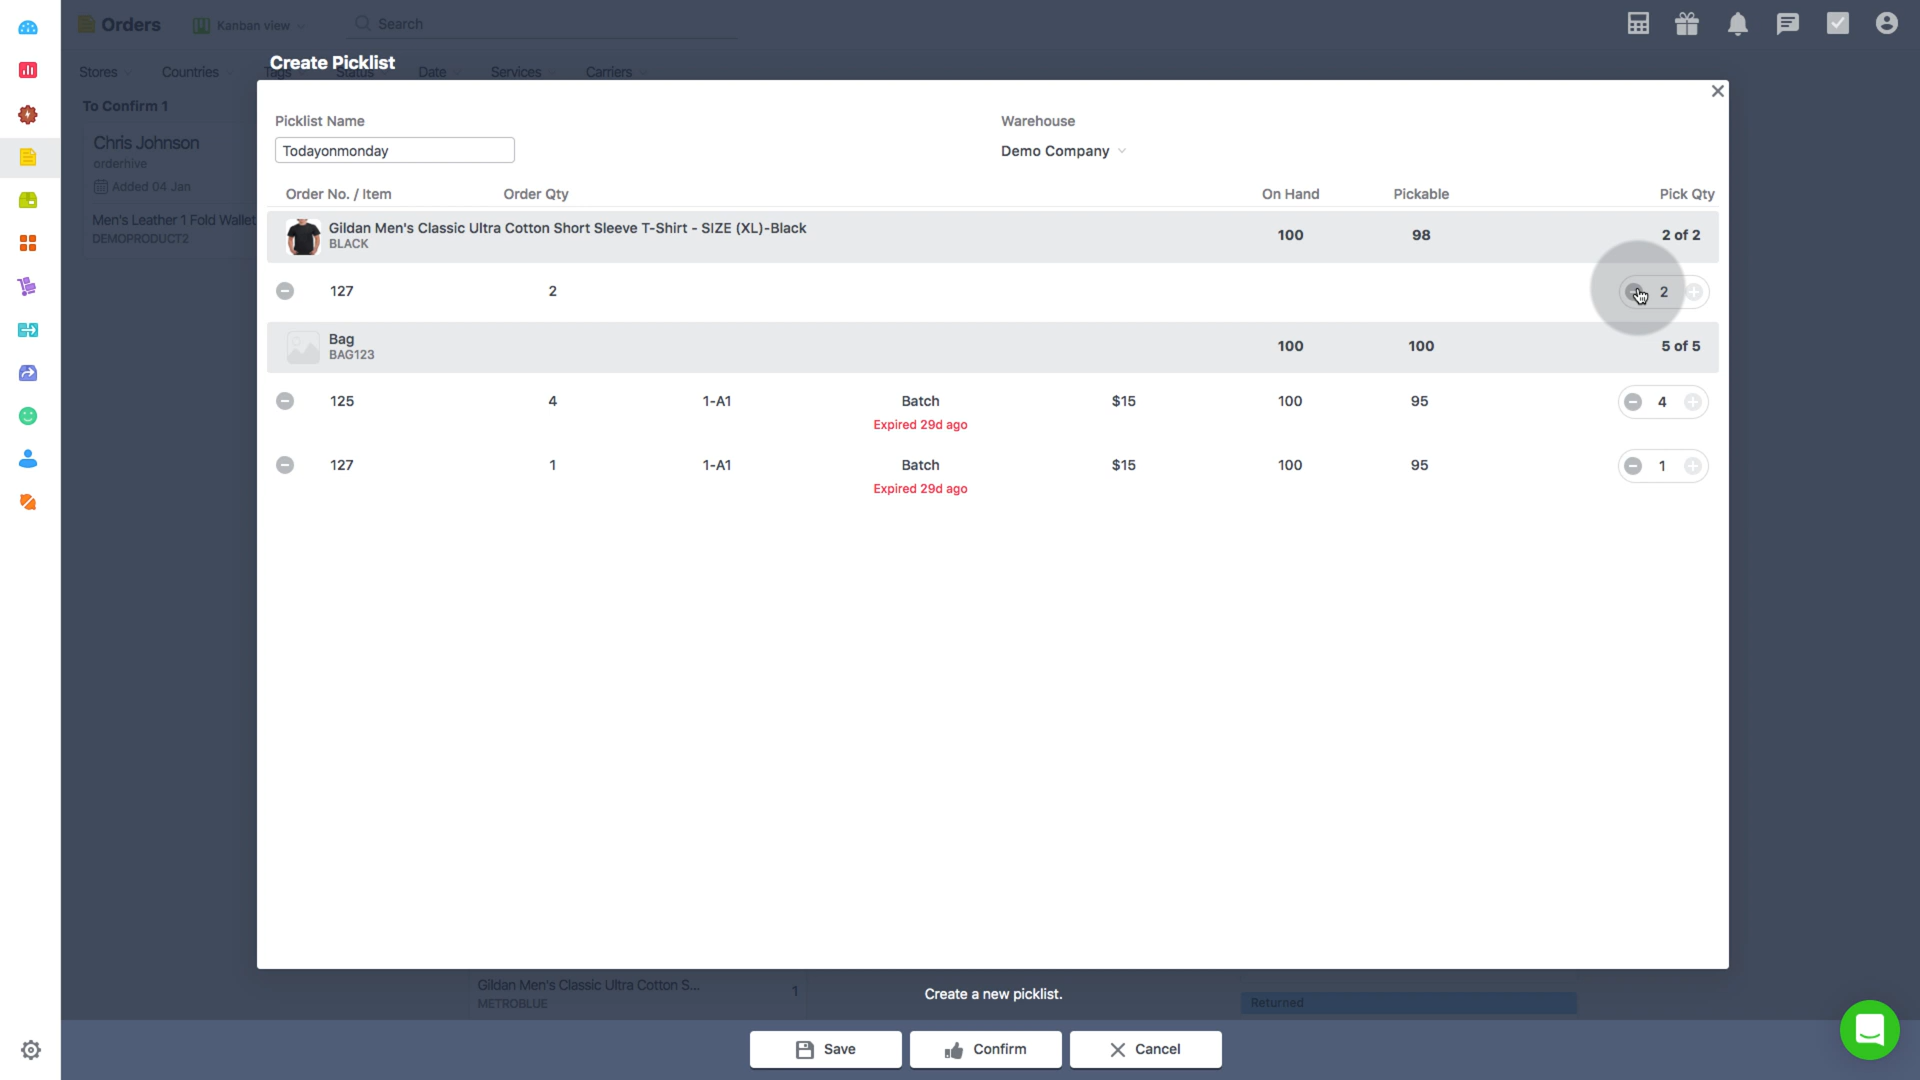 Orders
Kanban view
Search
Create Picklist
Stores
Countries
Tags
Status
Date
Services
Carriers
To Confirm 1
Chris Johnson
orderhive
Added 04 Jan
Men's Leather 1 Fold Wallet
DEMOPRODUCT2
Picklist Name
Warehouse
Todayonmonday
Demo Company
Order No. / Item Order Qty On Hand Pickable Pick Qty
Gildan Men's Classic Ultra Cotton Short Sleeve T-Shirt - SIZE (XL)-Black
BLACK
100 98 2 of 2
127 2 2
Bag
BAG123
100 100 5 of 5
125 4 1-A1 Batch $15 100 95 4
Expired 29d ago
127 1 1-A1 Batch $15 100 95 1
Expired 29d ago
Gildan Men's Classic Ultra Cotton S... 1
METROBLUE
Create a new picklist.
Returned
Save
Confirm
Cancel